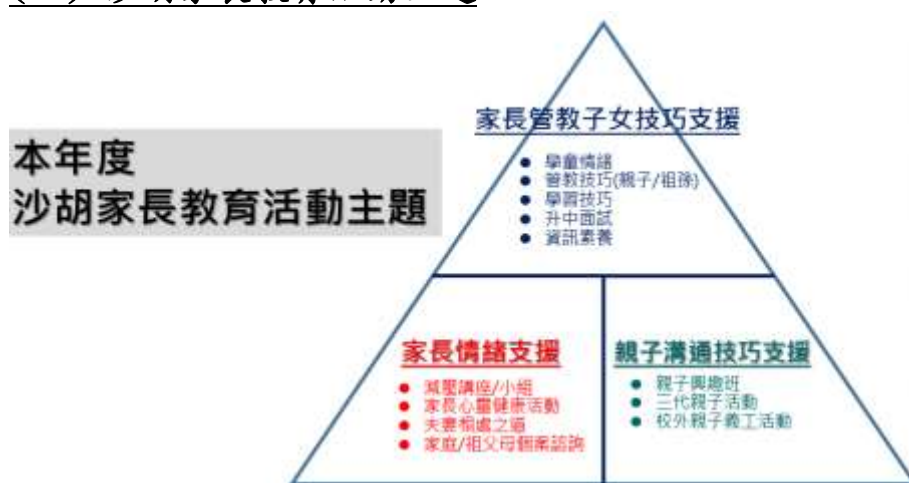 本年度
沙胡家長教育活動主題
家長管教子女技巧支援
● 學童情緒
● 管教技巧(親子/祖孫)
● 學習技巧
● 升中面試
● 資訊素養
家長情緒支援
● 減壓講座/小組
● 家長心靈健康活動
● 夫妻相處之道
● 家庭/祖父母個案諮詢
親子溝通技巧支援
● 親子興趣班
● 三代親子活動
● 校外親子義工活動